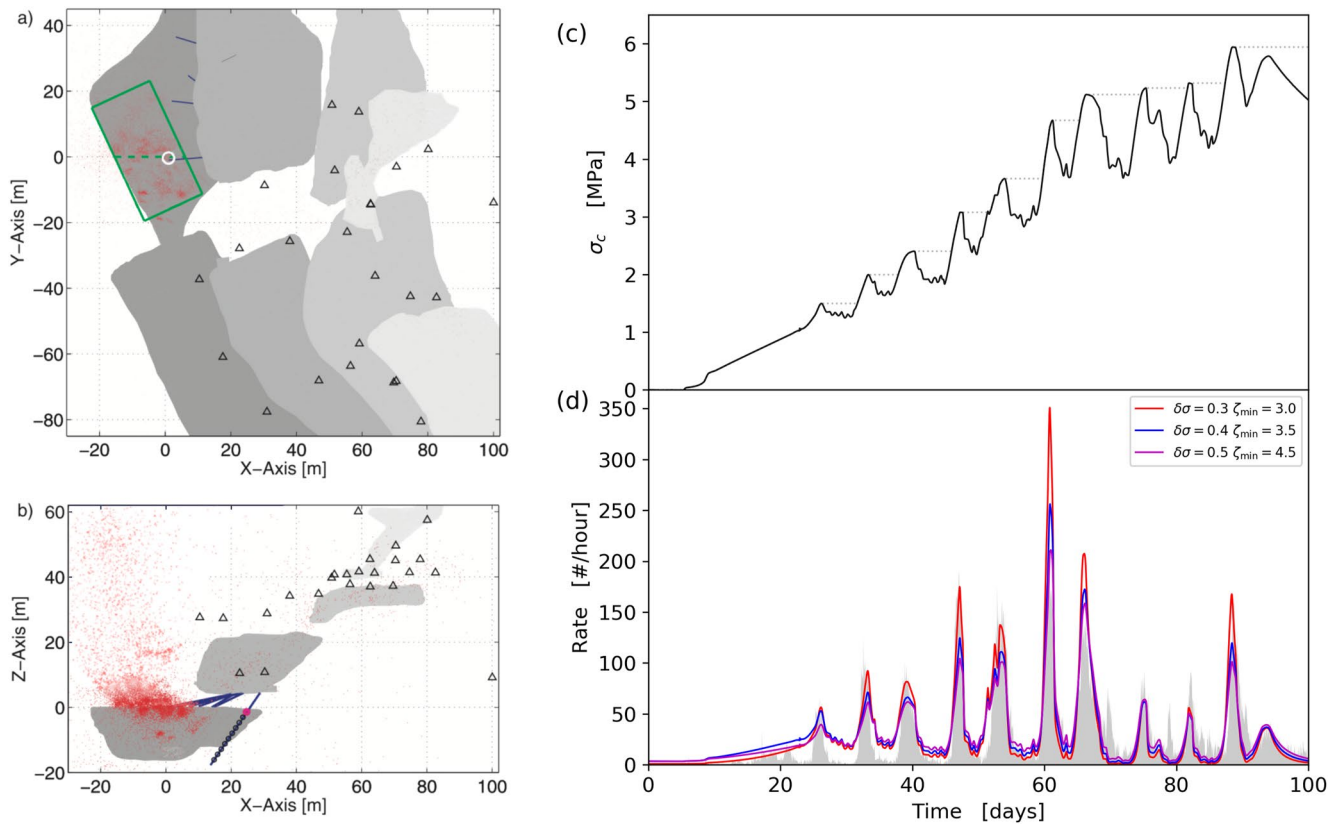 a)
40
20
0
−20
−40
−60
−80
Y−Axis [m]
−20 0 20 40 60 80 100
X−Axis [m]
b)
60
40
20
0
−20
Z−Axis [m]
−20 0 20 40 60 80 100
X−Axis [m]
(c)
6
5
4
3
2
1
0
σc [MPa]
(d)
350
300
250
200
150
100
50
0
Rate [#/hour]
δσ = 0.3 ζmin = 3.0
δσ = 0.4 ζmin = 3.5
δσ = 0.5 ζmin = 4.5
0 20 40 60 80 100
Time [days]